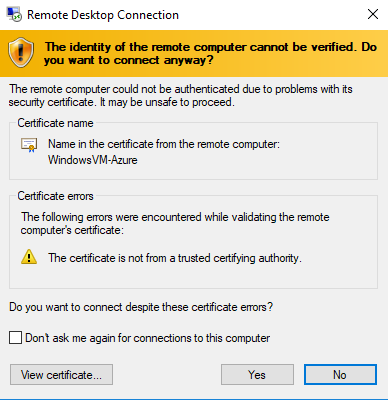 Remote Desktop Connection
The identity of the remote computer cannot be verified. Do
you want to connect anyway?
The remote computer could not be authenticated due to problems with its
security certificate. It may be unsafe to proceed.
Certificate name
Name in the certificate from the remote computer:
WindowsVM-Azure
Certificate errors
The following errors were encountered while validating the remote
computer's certificate:
The certificate is not from a trusted certifying authority.
Do you want to connect despite these certificate errors?
Don't ask me again for connections to this computer
View certificate... Yes No